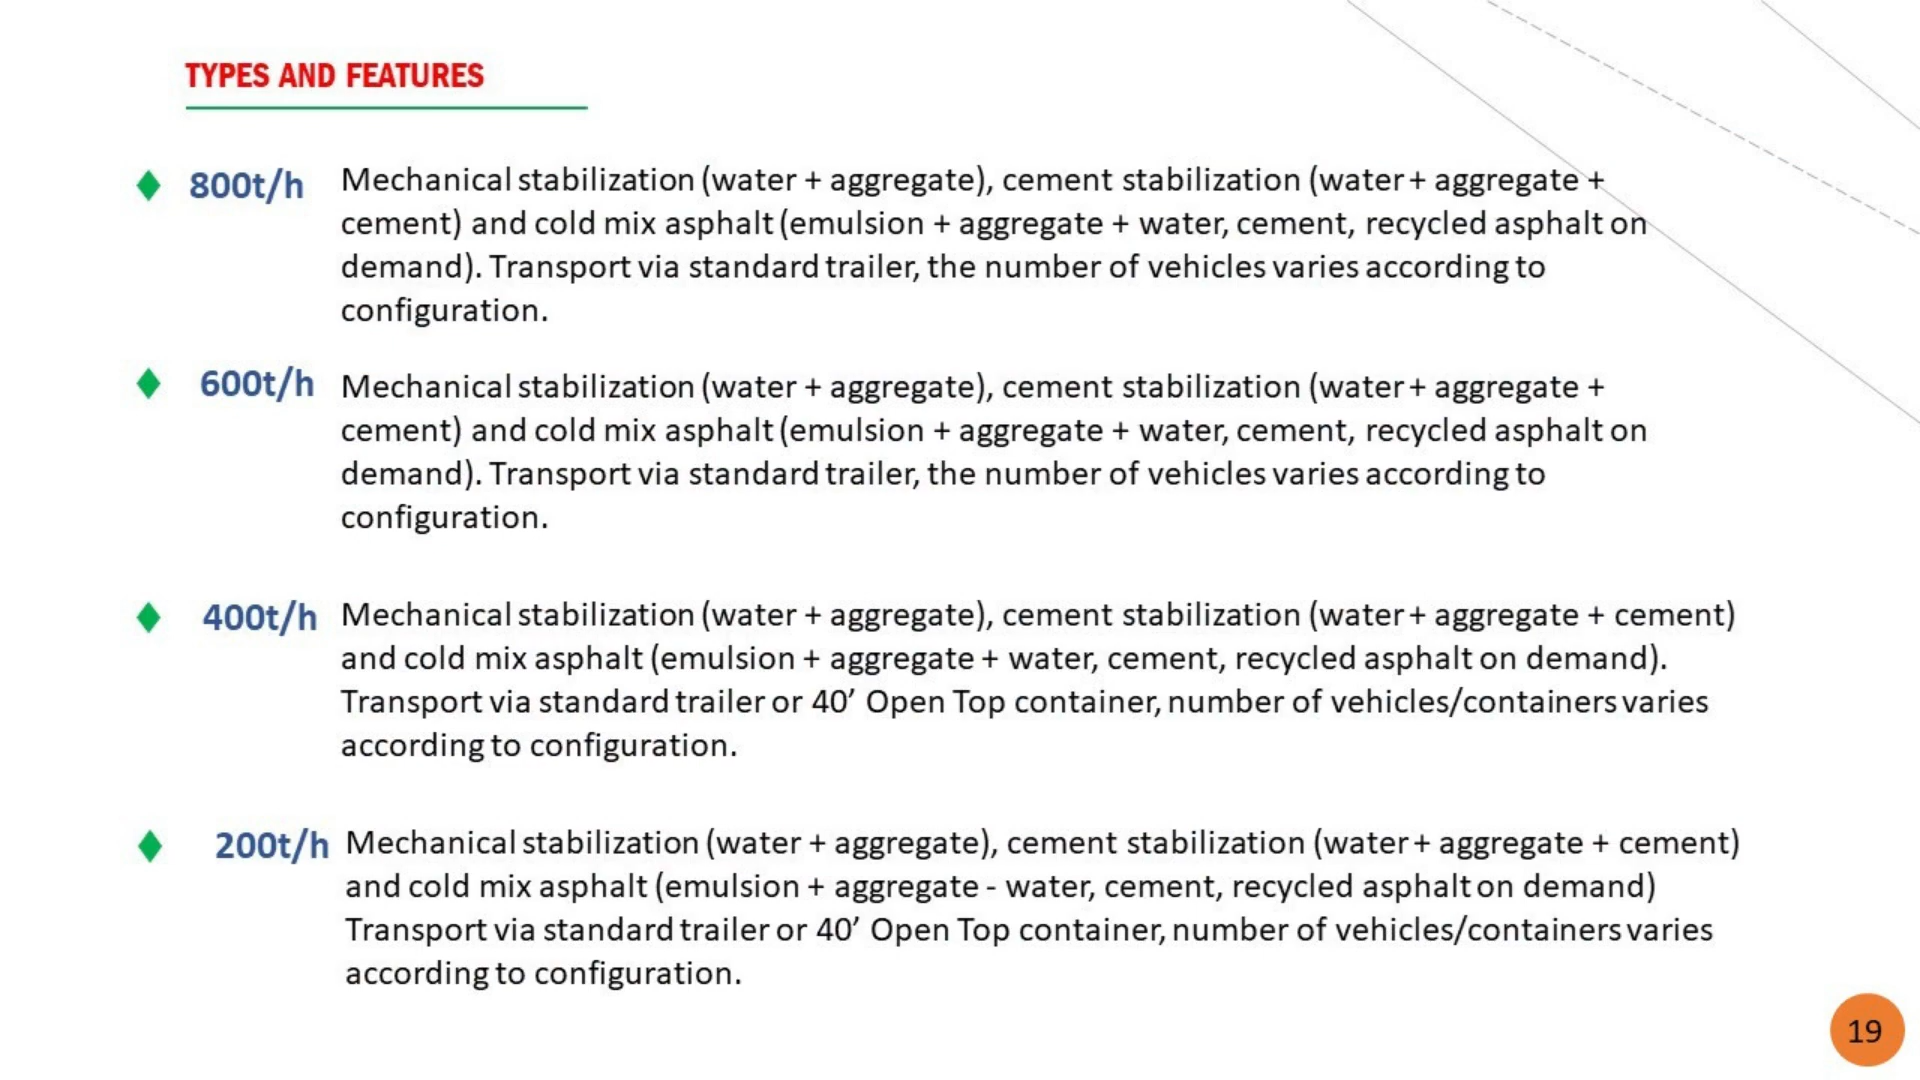 TYPES AND FEATURES
800t/h Mechanical stabilization (water + aggregate), cement stabilization (water + aggregate +
cement) and cold mix asphalt (emulsion + aggregate + water, cement, recycled asphalt on
demand). Transport via standard trailer, the number of vehicles varies according to
configuration.
600t/h Mechanical stabilization (water + aggregate), cement stabilization (water + aggregate +
cement) and cold mix asphalt (emulsion + aggregate + water, cement, recycled asphalt on
demand). Transport via standard trailer, the number of vehicles varies according to
configuration.
400t/h Mechanical stabilization (water + aggregate), cement stabilization (water + aggregate + cement)
and cold mix asphalt (emulsion + aggregate + water, cement, recycled asphalt on demand).
Transport via standard trailer or 40’ Open Top container, number of vehicles/containers varies
according to configuration.
200t/h Mechanical stabilization (water + aggregate), cement stabilization (water + aggregate + cement)
and cold mix asphalt (emulsion + aggregate - water, cement, recycled asphalt on demand)
Transport via standard trailer or 40’ Open Top container, number of vehicles/containers varies
according to configuration.
19